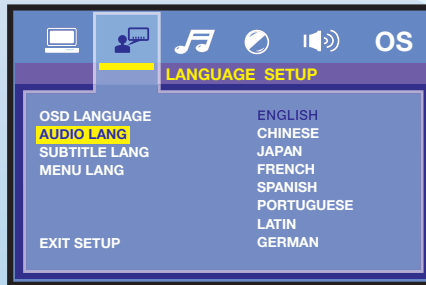 OS
LANGUAGE SETUP
OSD LANGUAGE
AUDIO LANG
SUBTITLE LANG
MENU LANG
EXIT SETUP
ENGLISH
CHINESE
JAPAN
FRENCH
SPANISH
PORTUGUESE
LATIN
GERMAN